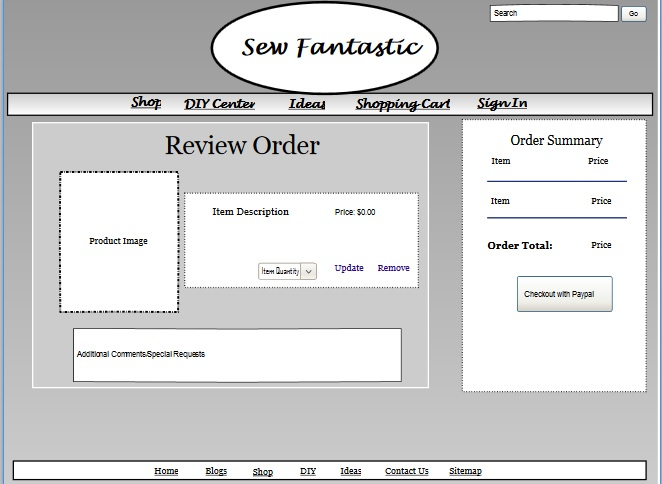 Search Go
Sew Fantastic
Shop DIY Center Ideas Shopping Cart Sign In
Review Order
Product Image
Item Description Price: $0.00
Item Quantity Update Remove
Additional Comments/Special Requests
Order Summary
Item Price
Item Price
Order Total: Price
Checkout with Paypal
Home Blogs Shop DIY Ideas Contact Us Sitemap